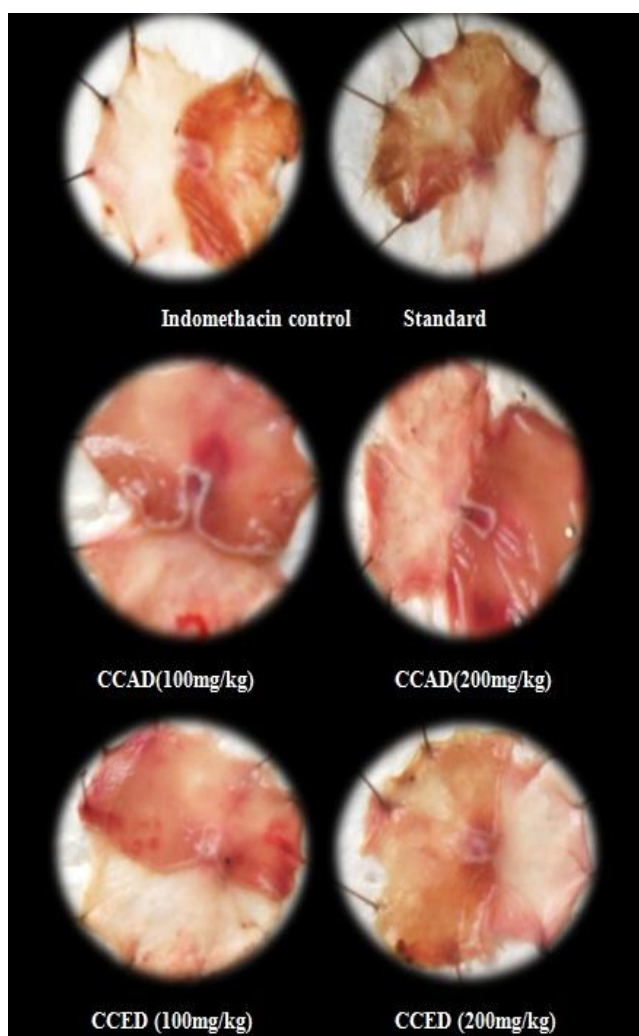 Indomethacin control Standard
CCAD(100mg/kg) CCAD(200mg/kg)
CCED (100mg/kg) CCED (200mg/kg)